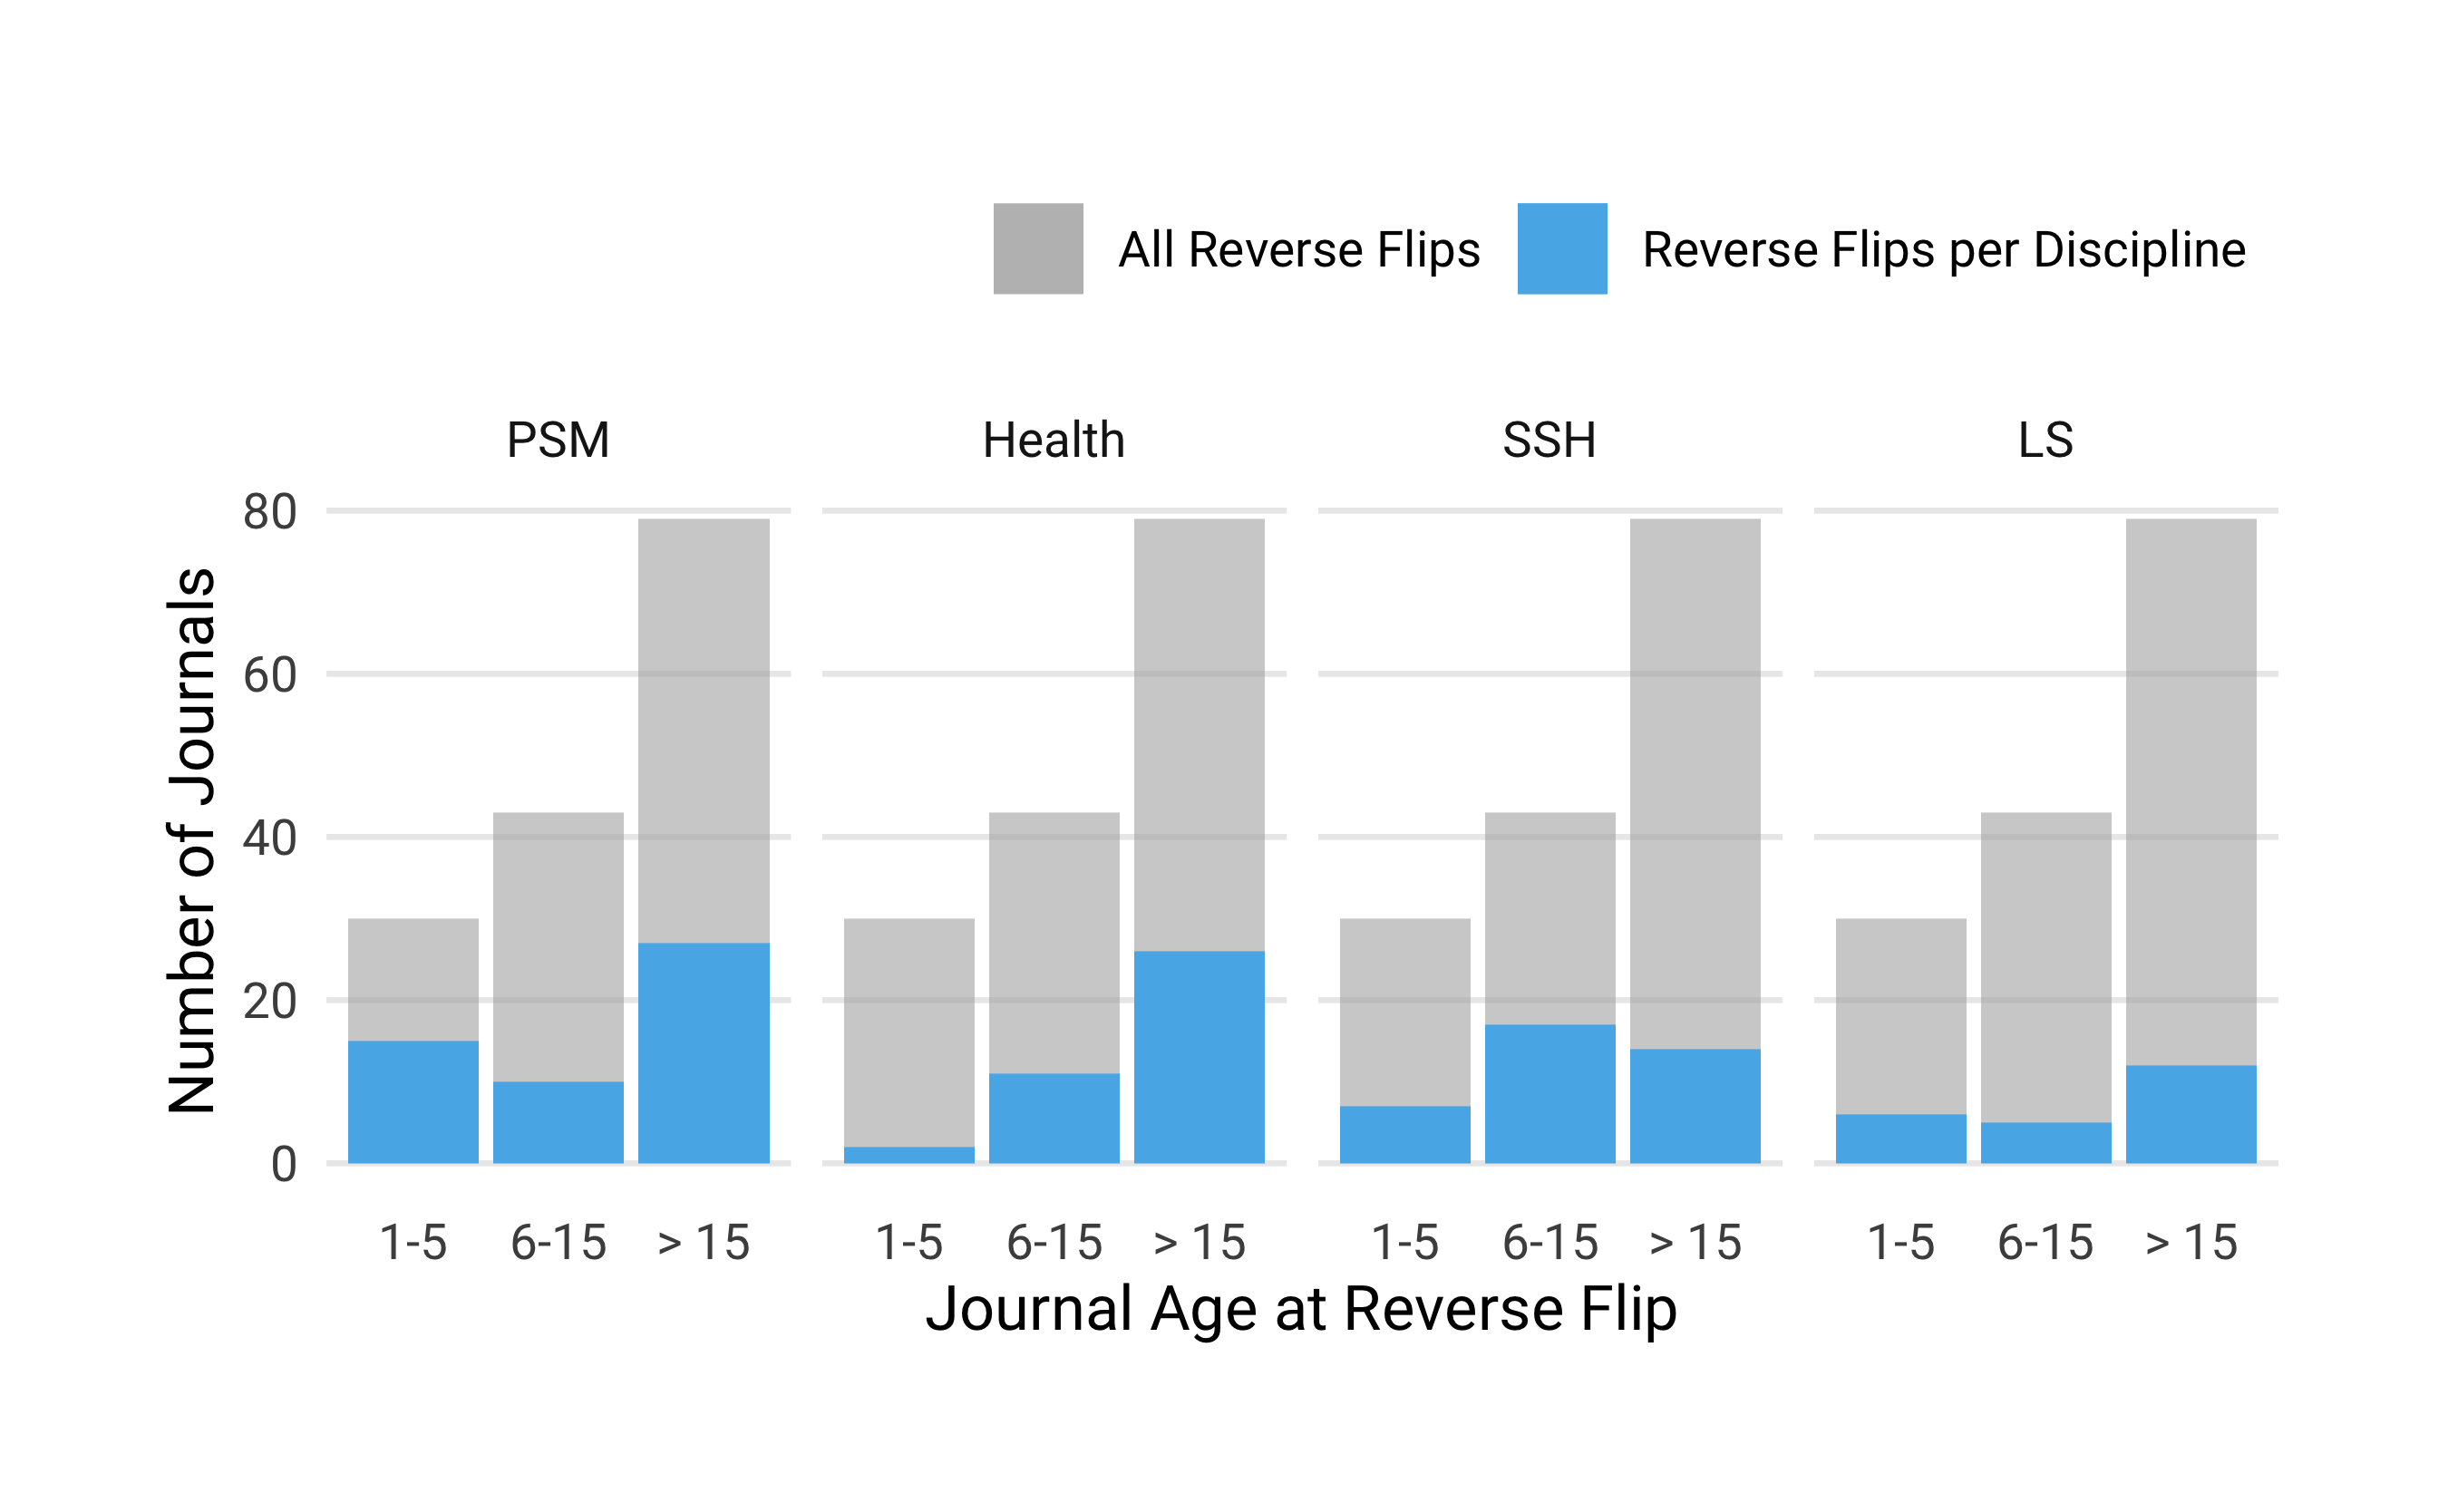 All Reverse Flips Reverse Flips per Discipline
PSM Health SSH LS
80
60
40
20
0
Number of Journals
1-5 6-15 > 15 1-5 6-15 > 15 1-5 6-15 > 15 1-5 6-15 > 15
Journal Age at Reverse Flip